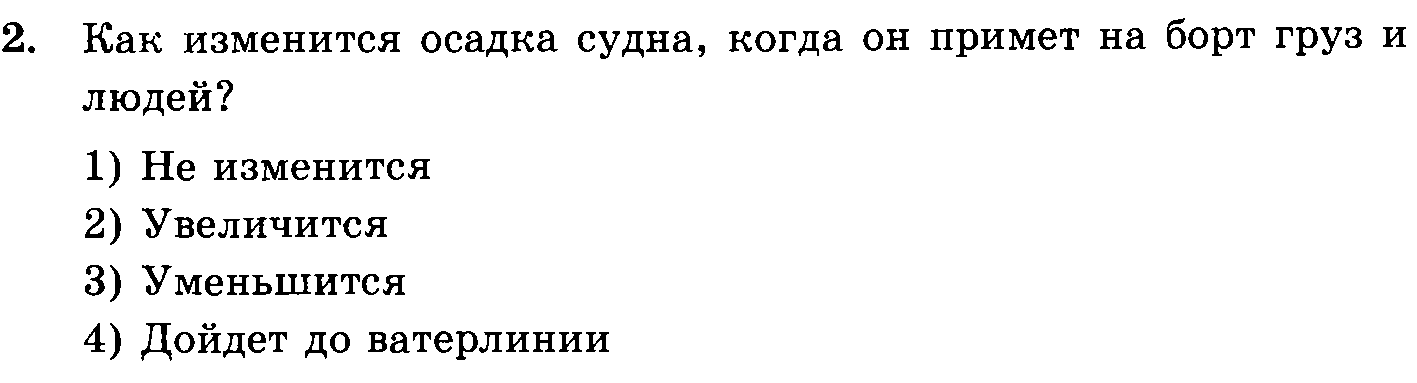 2. Как изменится осадка судна, когда он примет на борт груз и
людей?
1) Не изменится
2) Увеличится
3) Уменьшится
4) Дойдет до ватерлинии